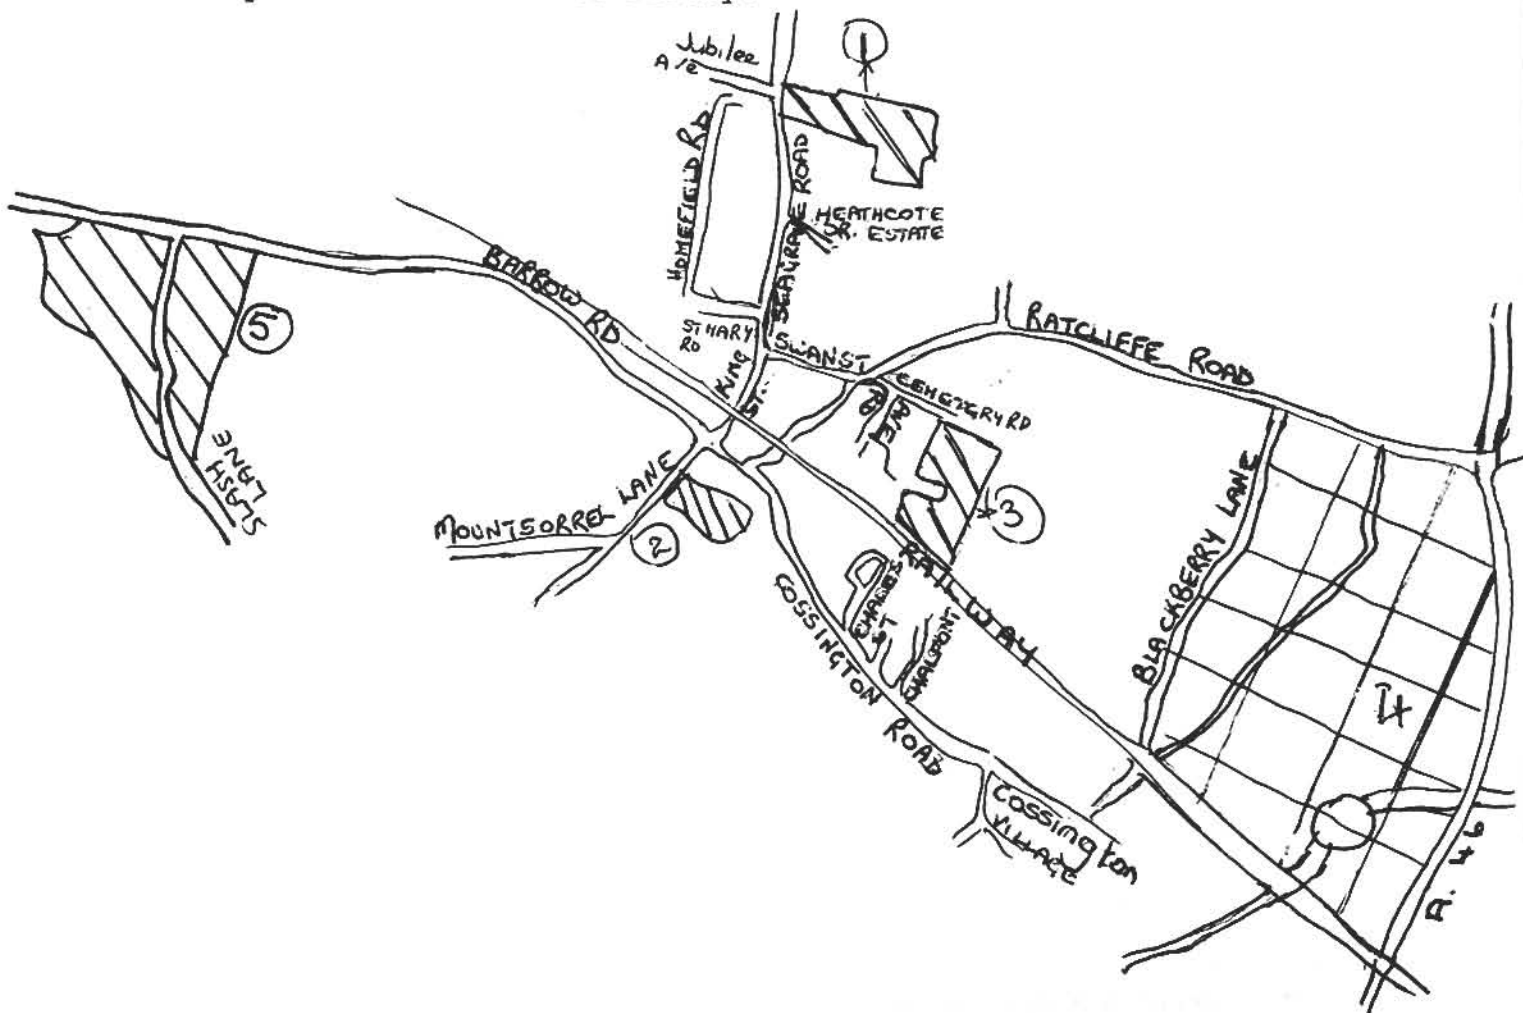 Jubilee
A/e
1
HOMEFIELD RD
SEAGRAVE ROAD
HEATHCOTE
DR. ESTATE
BARROW RD
5
ST MARY
RD
KING
ST.
SWAN ST
RATCLIFFE ROAD
CEMETERY RD
SLASH
LANE
MOUNTSORREL LANE
2
3
RAILWAY
BLACKBERRY LANE
COSSINGTON ROAD
ST
CHALFONT
4
COSSINGTON
VILLAGE
A. 46